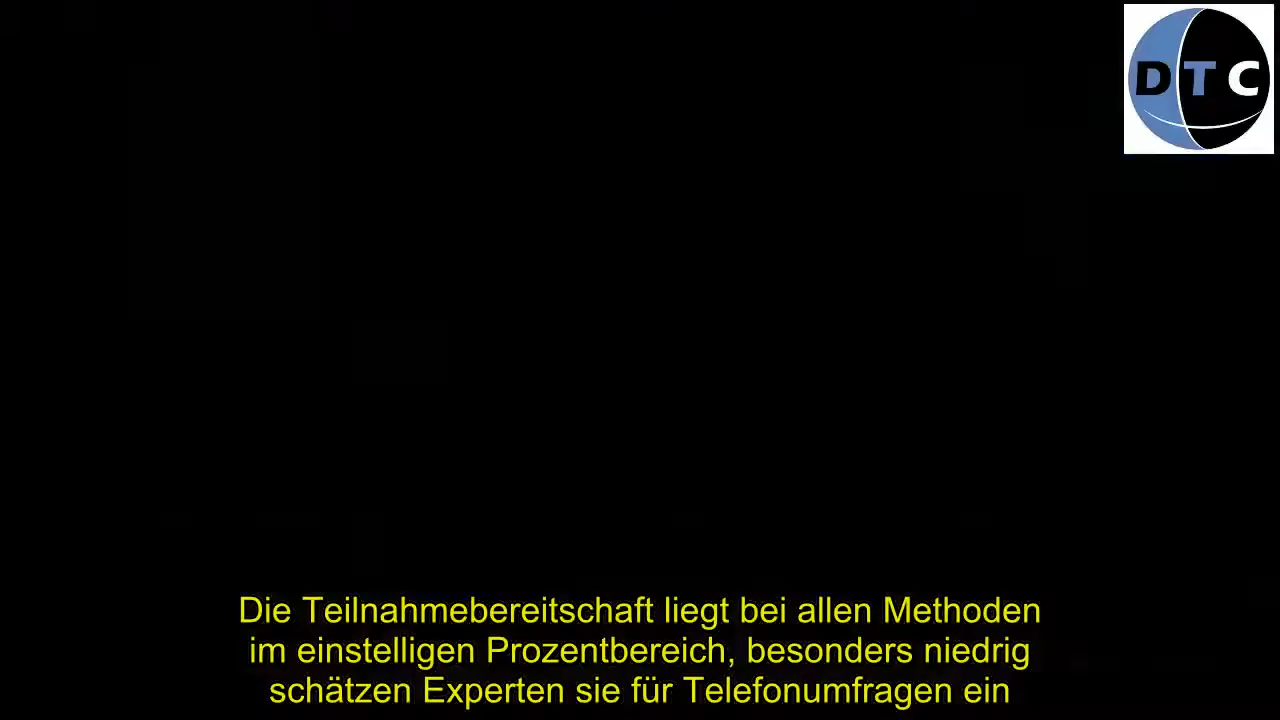 DTC
Die Teilnahmebereitschaft liegt bei allen Methoden
im einstelligen Prozentbereich, besonders niedrig
schätzen Experten sie für Telefonumfragen ein